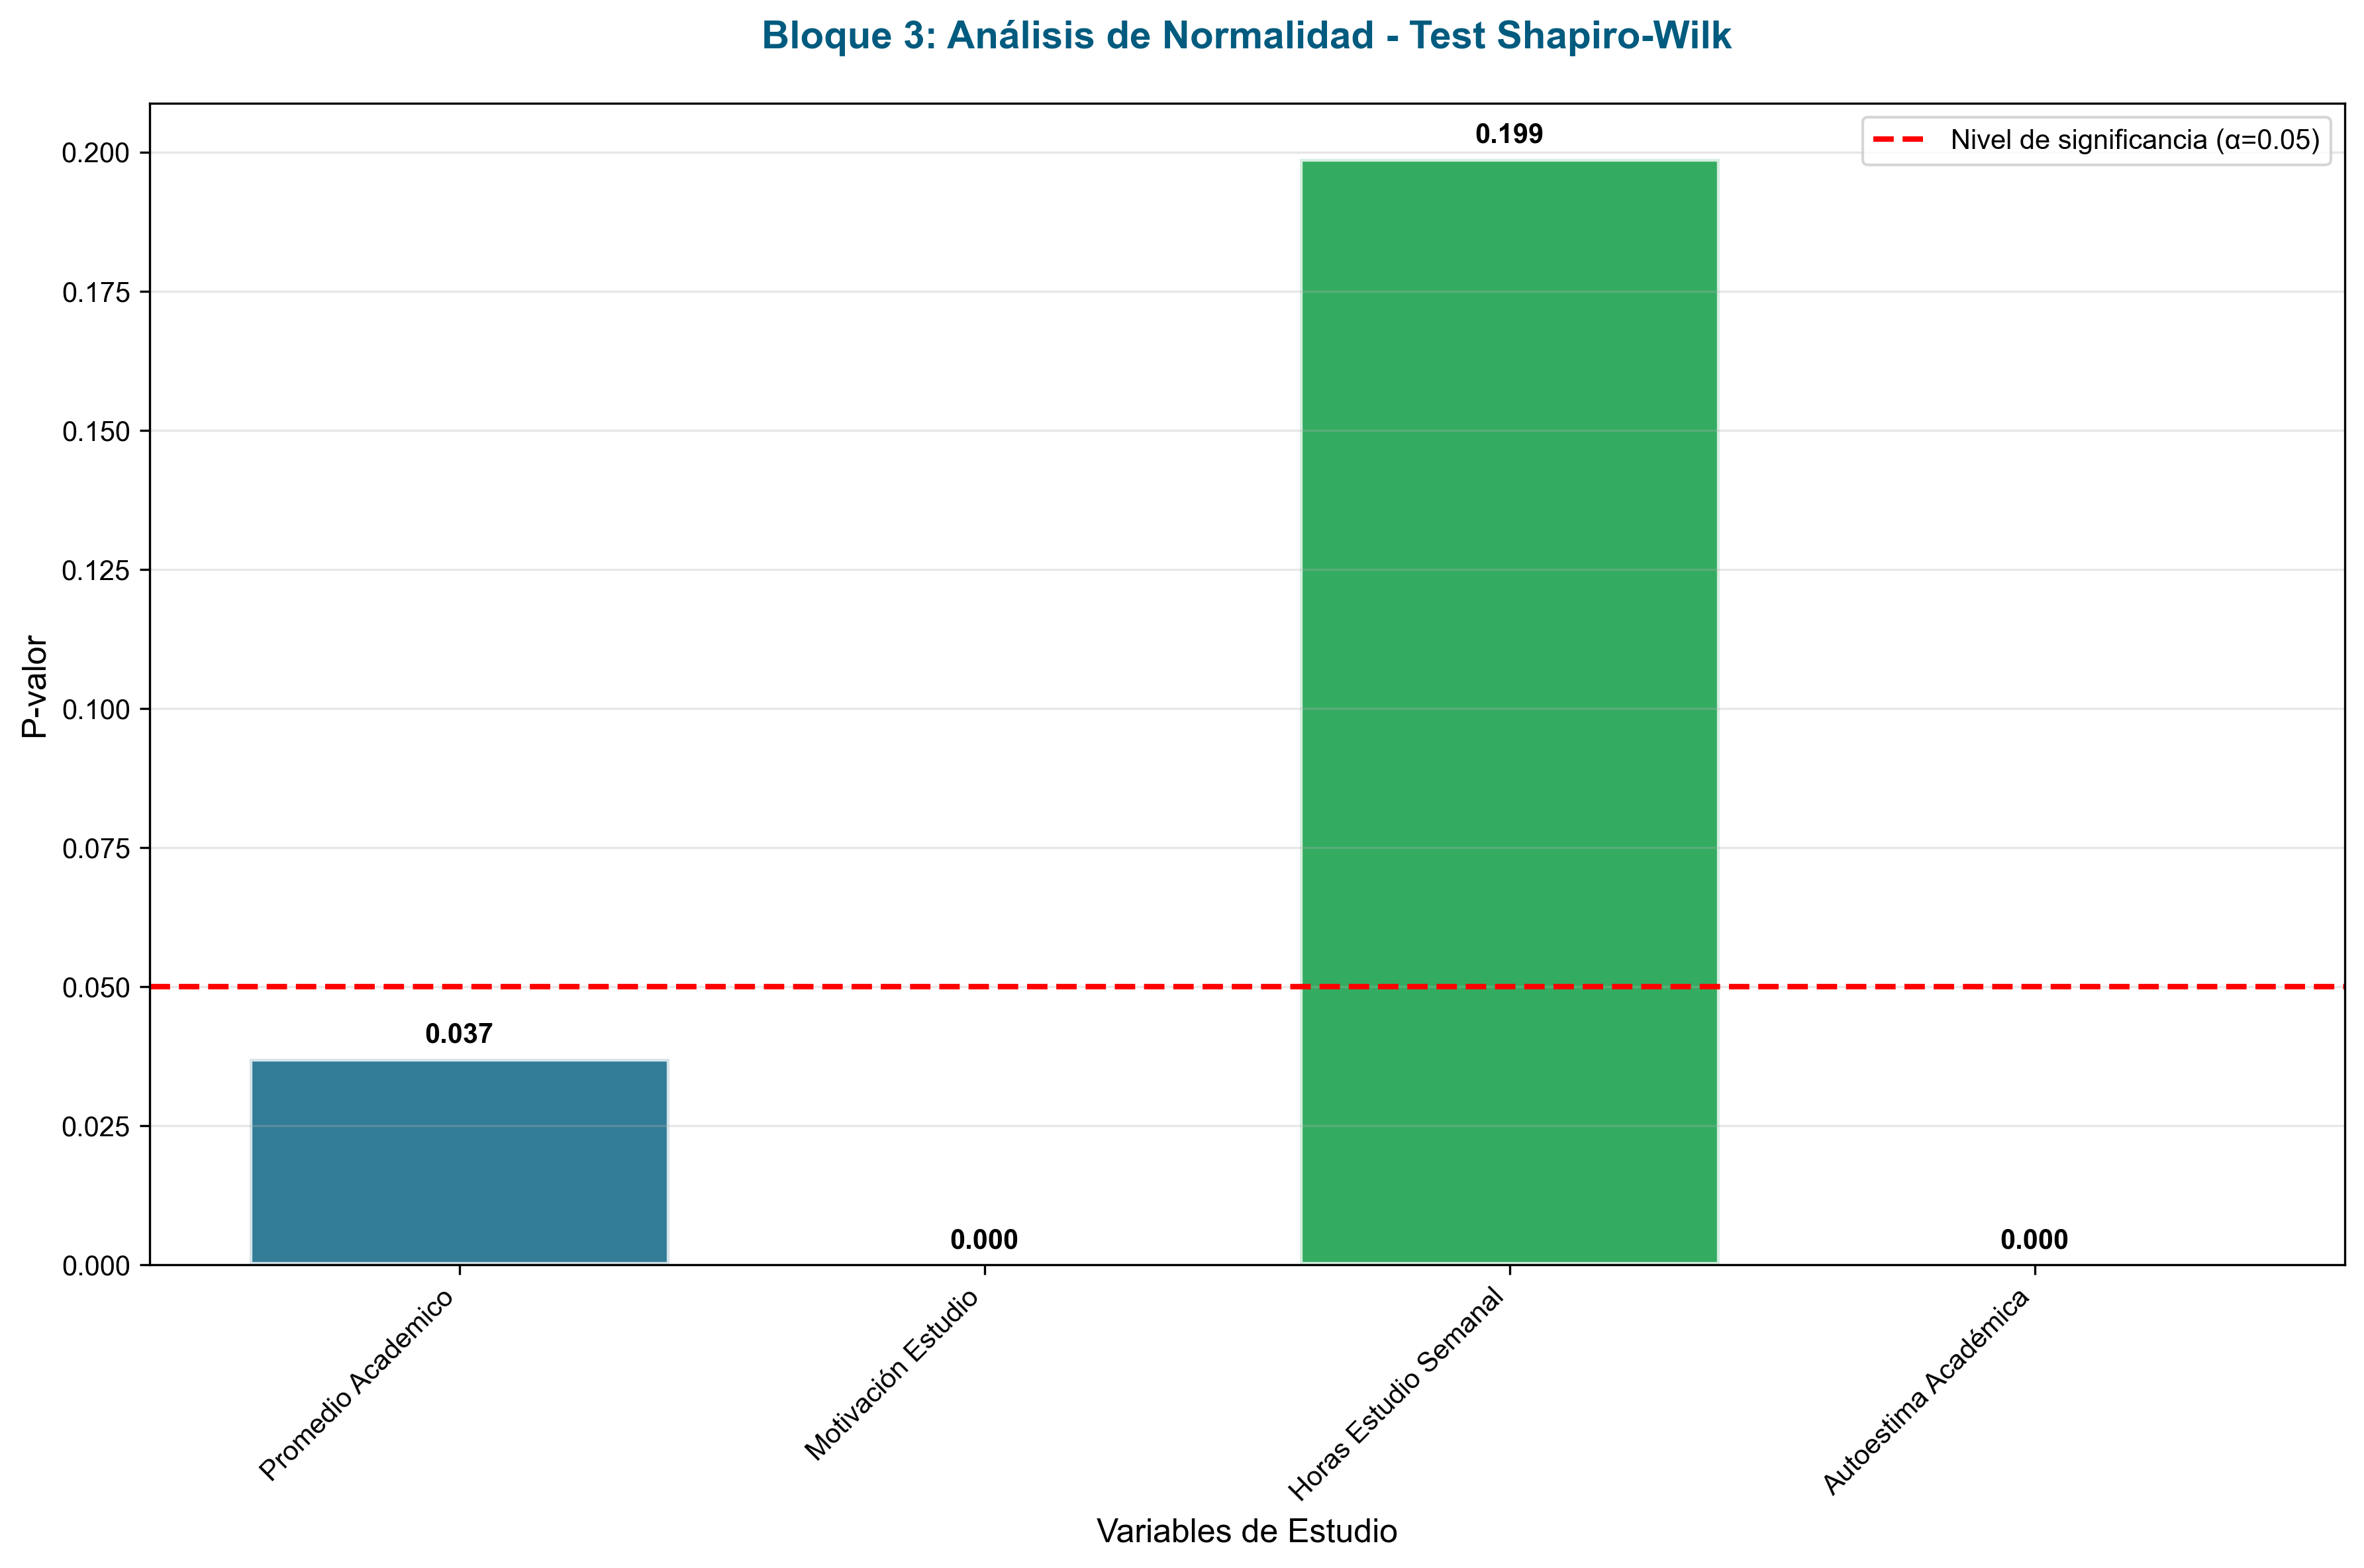 Bloque 3: Análisis de Normalidad - Test Shapiro-Wilk
Nivel de significancia (α=0.05)
P-valor
0.200
0.175
0.150
0.125
0.100
0.075
0.050
0.025
0.000
0.037
0.000
0.199
0.000
Promedio Academico
Motivación Estudio
Horas Estudio Semanal
Autoestima Académica
Variables de Estudio